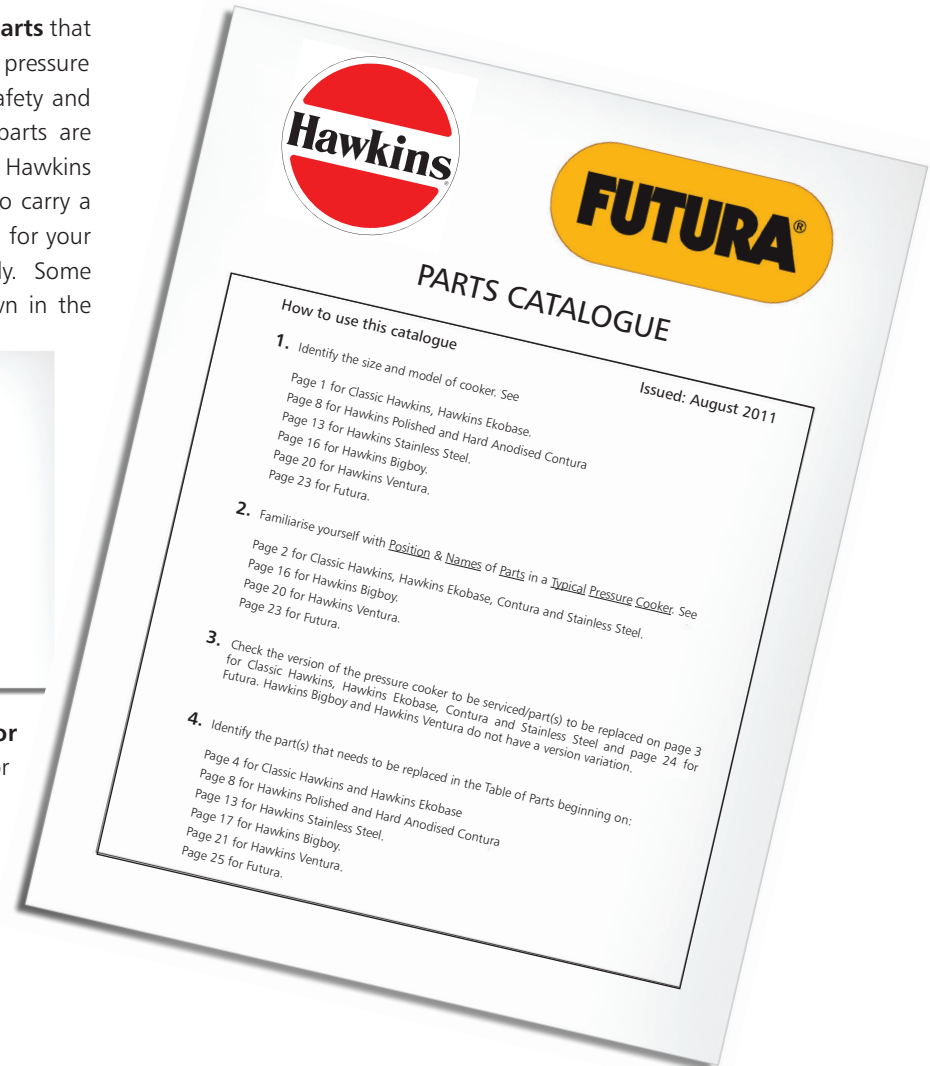 arts that
pressure
afety and
parts are
Hawkins
o carry a
for your
ly. Some
n in the
or
or
Hawkins
FUTURA®
PARTS CATALOGUE
How to use this catalogue
Issued: August 2011
1. Identify the size and model of cooker. See
Page 1 for Classic Hawkins, Hawkins Ekobase.
Page 8 for Hawkins Polished and Hard Anodised Contura
Page 13 for Hawkins Stainless Steel.
Page 16 for Hawkins Bigboy.
Page 20 for Hawkins Ventura.
Page 23 for Futura.
2. Familiarise yourself with Position & Names of Parts in a Typical Pressure Cooker. See
Page 2 for Classic Hawkins, Hawkins Ekobase, Contura and Stainless Steel.
Page 16 for Hawkins Bigboy.
Page 20 for Hawkins Ventura.
Page 23 for Futura.
3. Check the version of the pressure cooker to be serviced/part(s) to be replaced on page 3
for Classic Hawkins, Hawkins Ekobase, Contura and Stainless Steel and page 24 for
Futura. Hawkins Bigboy and Hawkins Ventura do not have a version variation.
4. Identify the part(s) that needs to be replaced in the Table of Parts beginning on:
Page 4 for Classic Hawkins and Hawkins Ekobase
Page 8 for Hawkins Polished and Hard Anodised Contura
Page 13 for Hawkins Stainless Steel.
Page 17 for Hawkins Bigboy.
Page 21 for Hawkins Ventura.
Page 25 for Futura.